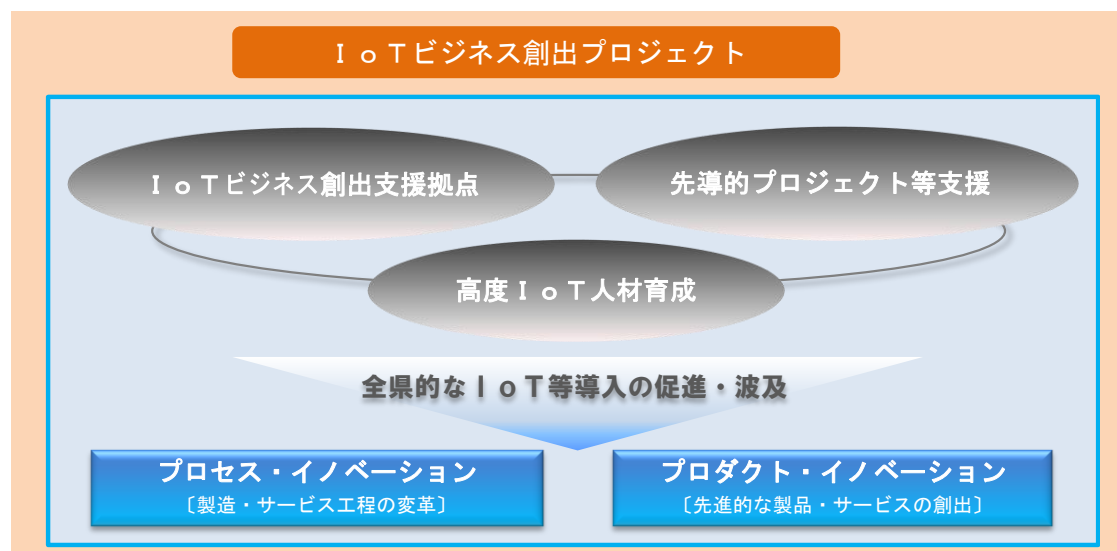 ＩｏＴビジネス創出プロジェクト
ＩｏＴビジネス創出支援拠点
先導的プロジェクト等支援
高度ＩｏＴ人材育成
全県的なＩｏＴ等導入の促進・波及
プロセス・イノベーション
〔製造・サービス工程の変革〕
プロダクト・イノベーション
〔先進的な製品・サービスの創出〕